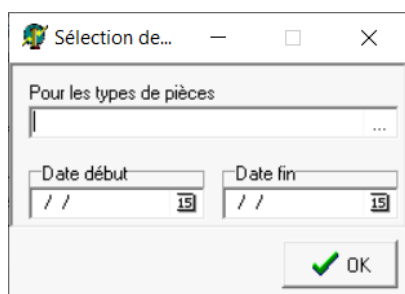 Sélection de...
Pour les types de pièces
...
Date début
Date fin
/ / 15
/ / 15
OK